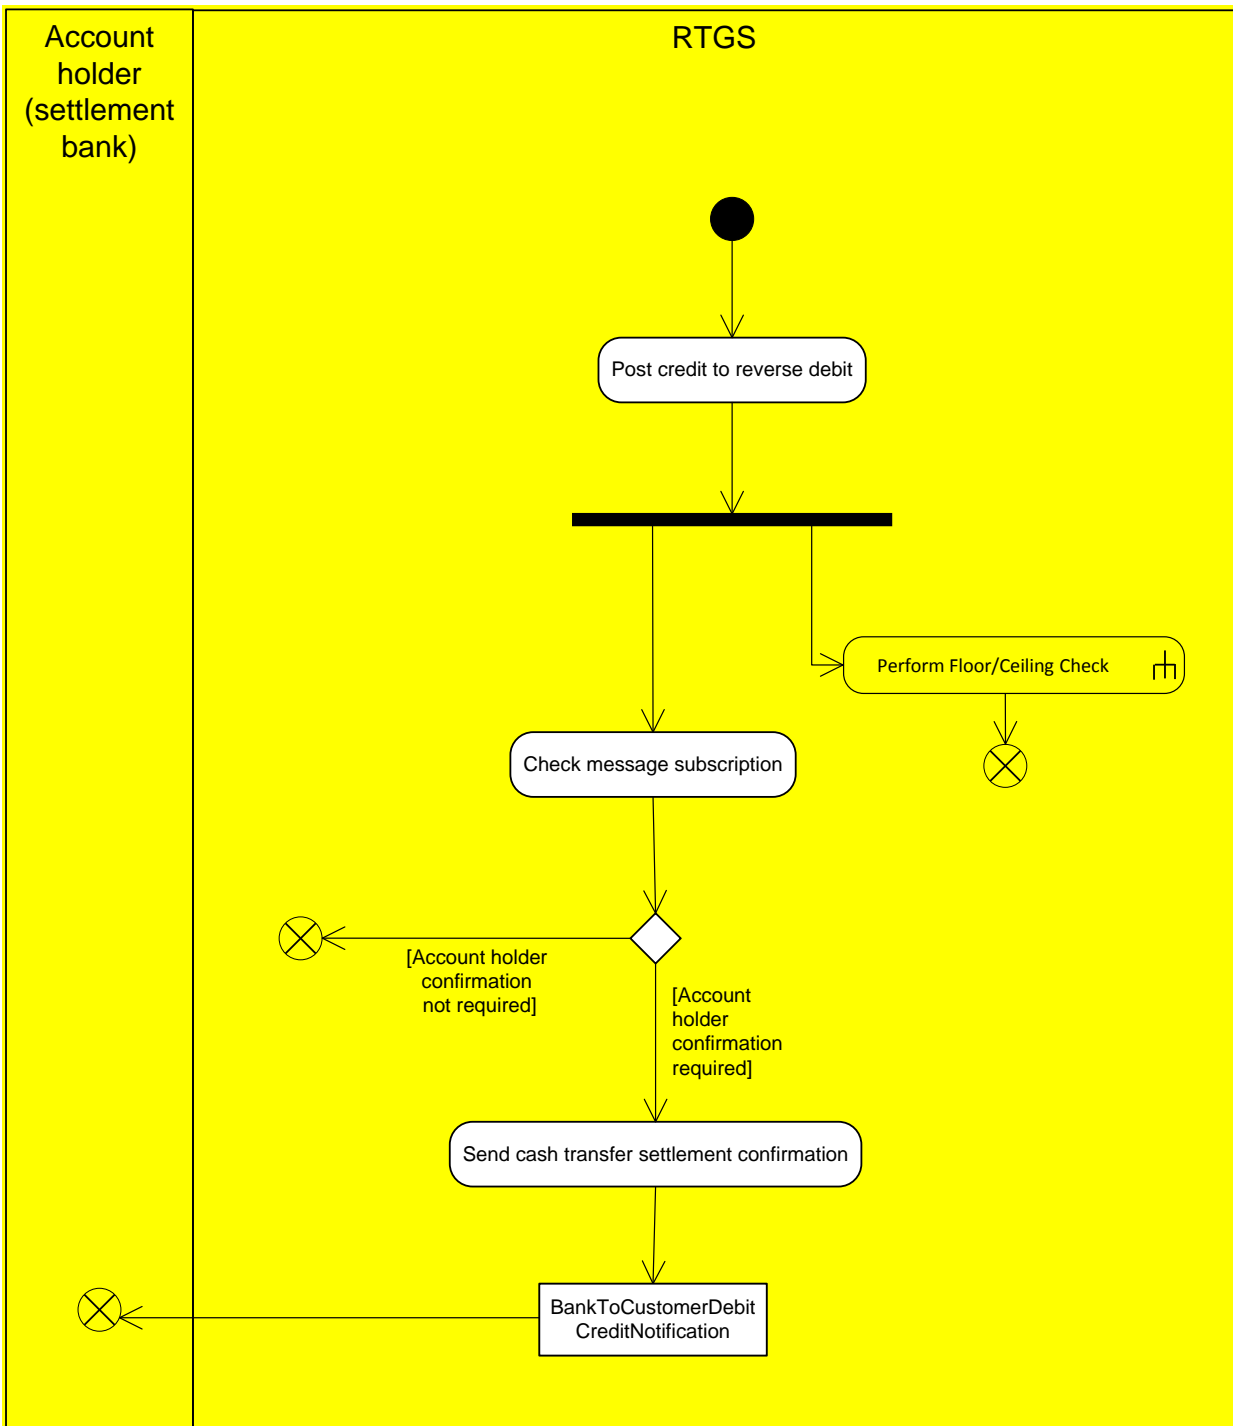 Account
holder
(settlement
bank)
RTGS
Post credit to reverse debit
Perform Floor/Ceiling Check
Check message subscription
[Account holder
confirmation
not required]
[Account
holder
confirmation
required]
Send cash transfer settlement confirmation
BankToCustomerDebit
CreditNotification